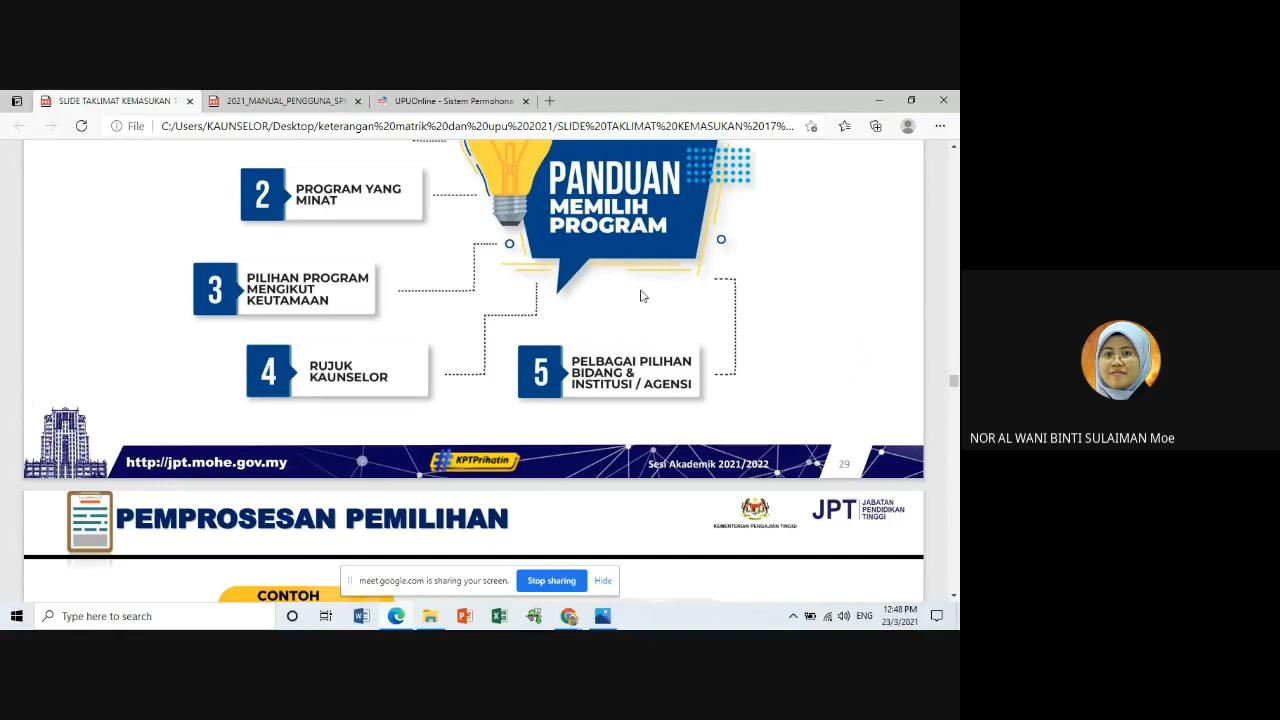 SLIDE TAKLIMAT KEMASUKAN 1
2021_MANUAL_PENGGUNA_SP
UPUOnline - Sistem Permohona
File
C:/Users/KAUNSELOR/Desktop/keterangan%20matrik%20dan%20upu%202021/SLIDE%20TAKLIMAT%20KEMASUKAN%2017%...
PANDUAN
MEMILIH
PROGRAM
2
PROGRAM YANG
MINAT
3
PILIHAN PROGRAM
MENGIKUT
KEUTAMAAN
4
RUJUK
KAUNSELOR
5
PELBAGAI PILIHAN
BIDANG &
INSTITUSI / AGENSI
http://jpt.mohe.gov.my
#KPTPrihatin
Sesi Akademik 2021/2022
29
PEMPROSESAN PEMILIHAN
KEMENTERIAN PENGAJIAN TINGGI
JPT
JABATAN
PENDIDIKAN
TINGGI
CONTOH
meet.google.com is sharing your screen.
Stop sharing
Hide
Type here to search
ENG
12:48 PM
23/3/2021
NOR AL WANI BINTI SULAIMAN Moe